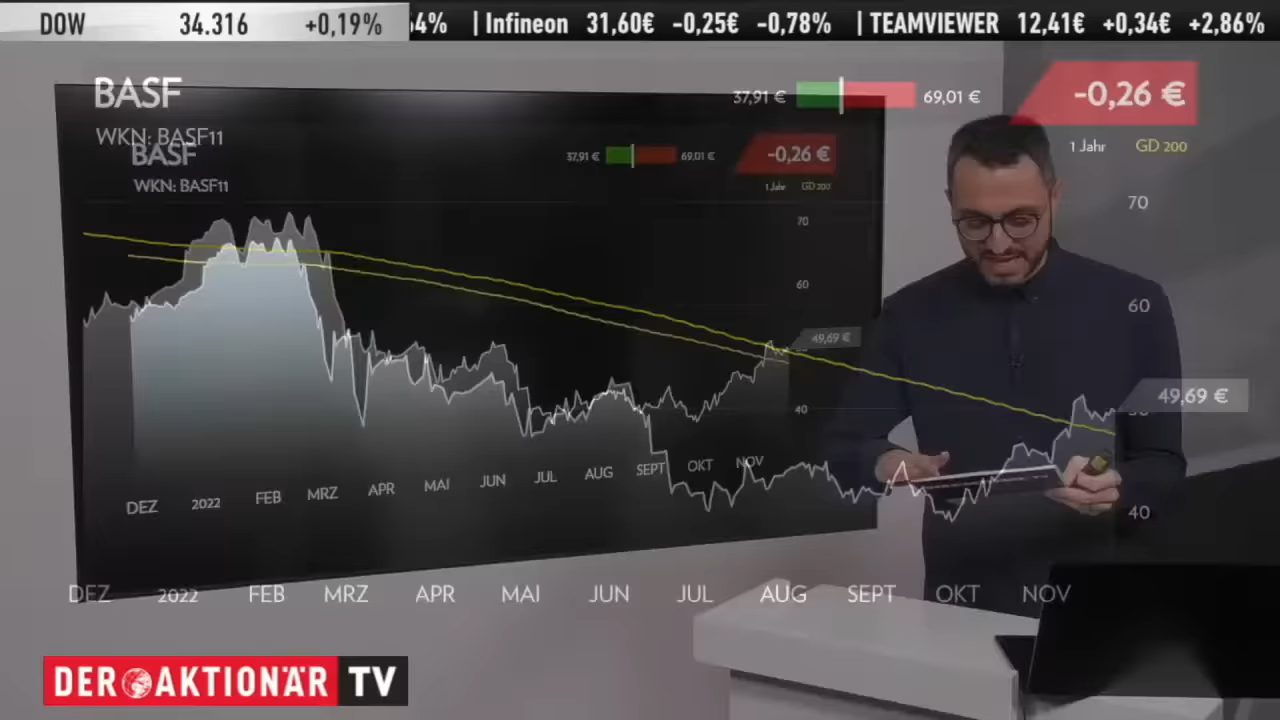 DOW 34.316 +0,19% 64% | Infineon 31,60€ -0,25€ -0,78% | TEAMVIEWER 12,41€ +0,34€ +2,86%
BASF
WKN: BASF11
37,91 € 69,01 €
-0,26 €
1 Jahr GD 200
70
60
49,69 €
40
DEZ 2022 FEB MRZ APR MAI JUN JUL AUG SEPT OKT NOV
BASF
WKN: BASF11
37,91 € 69,01 €
-0,26 €
1 Jahr GD 200
70
60
49,69 €
40
DEZ 2022 FEB MRZ APR MAI JUN JUL AUG SEPT OKT NOV
DER AKTIONÄR TV